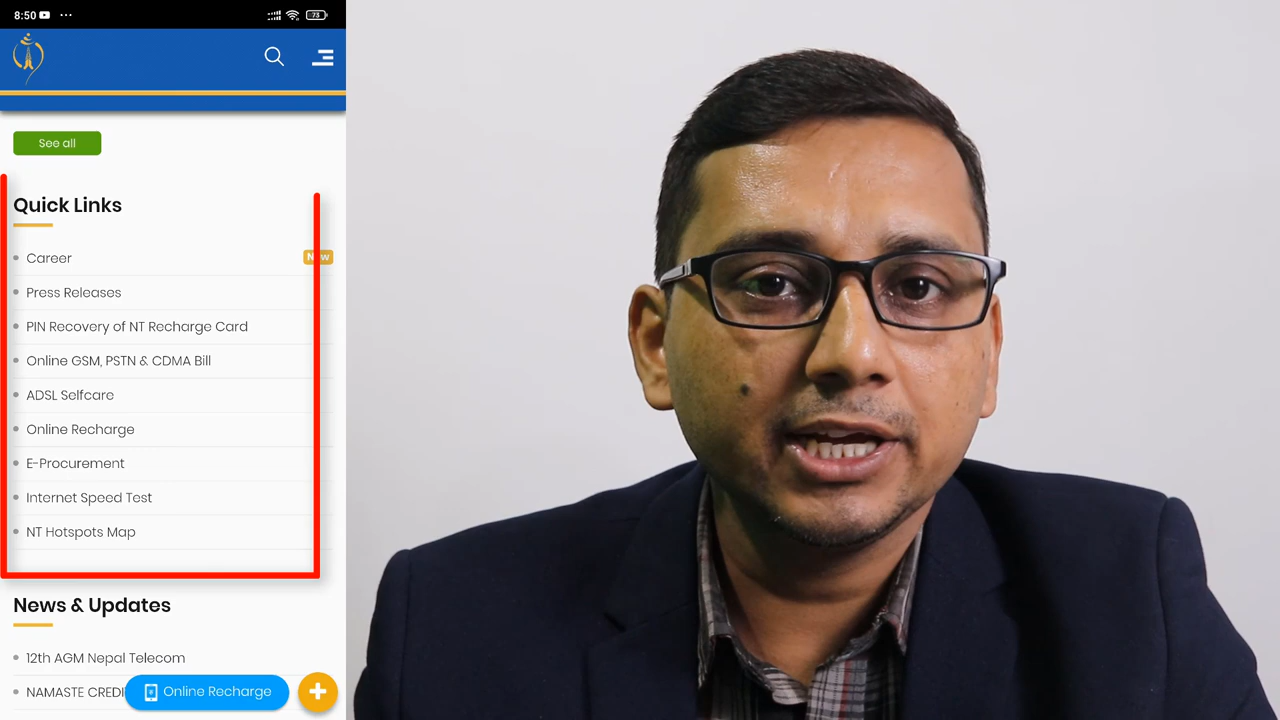 8:50
73
See all
Quick Links
Career
Press Releases
PIN Recovery of NT Recharge Card
Online GSM, PSTN & CDMA Bill
ADSL Selfcare
Online Recharge
E-Procurement
Internet Speed Test
NT Hotspots Map
News & Updates
12th AGM Nepal Telecom
NAMASTE
Online Recharge